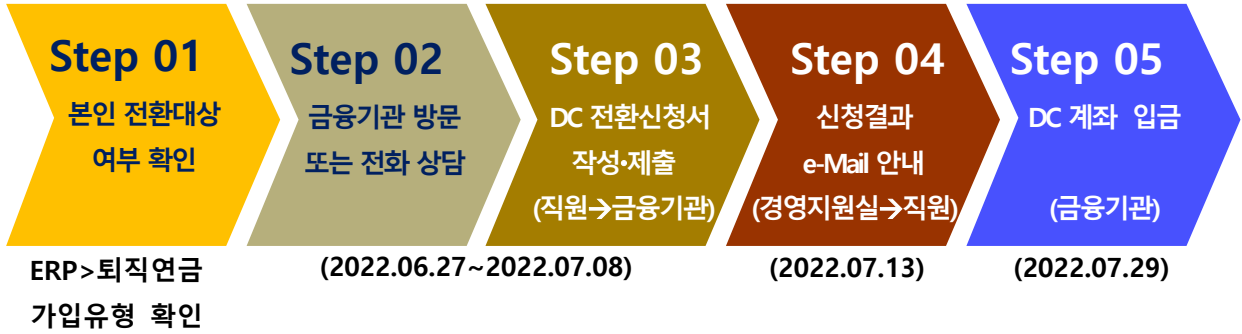 Step 01
본인 전환대상
여부 확인
Step 02
금융기관 방문
또는 전화 상담
Step 03
DC 전환신청서
작성·제출
(직원→금융기관)
Step 04
신청결과
e-Mail 안내
(경영지원실→직원)
Step 05
DC 계좌 입금
(금융기관)
ERP>퇴직연금
가입유형 확인
(2022.06.27~2022.07.08)
(2022.07.13)
(2022.07.29)